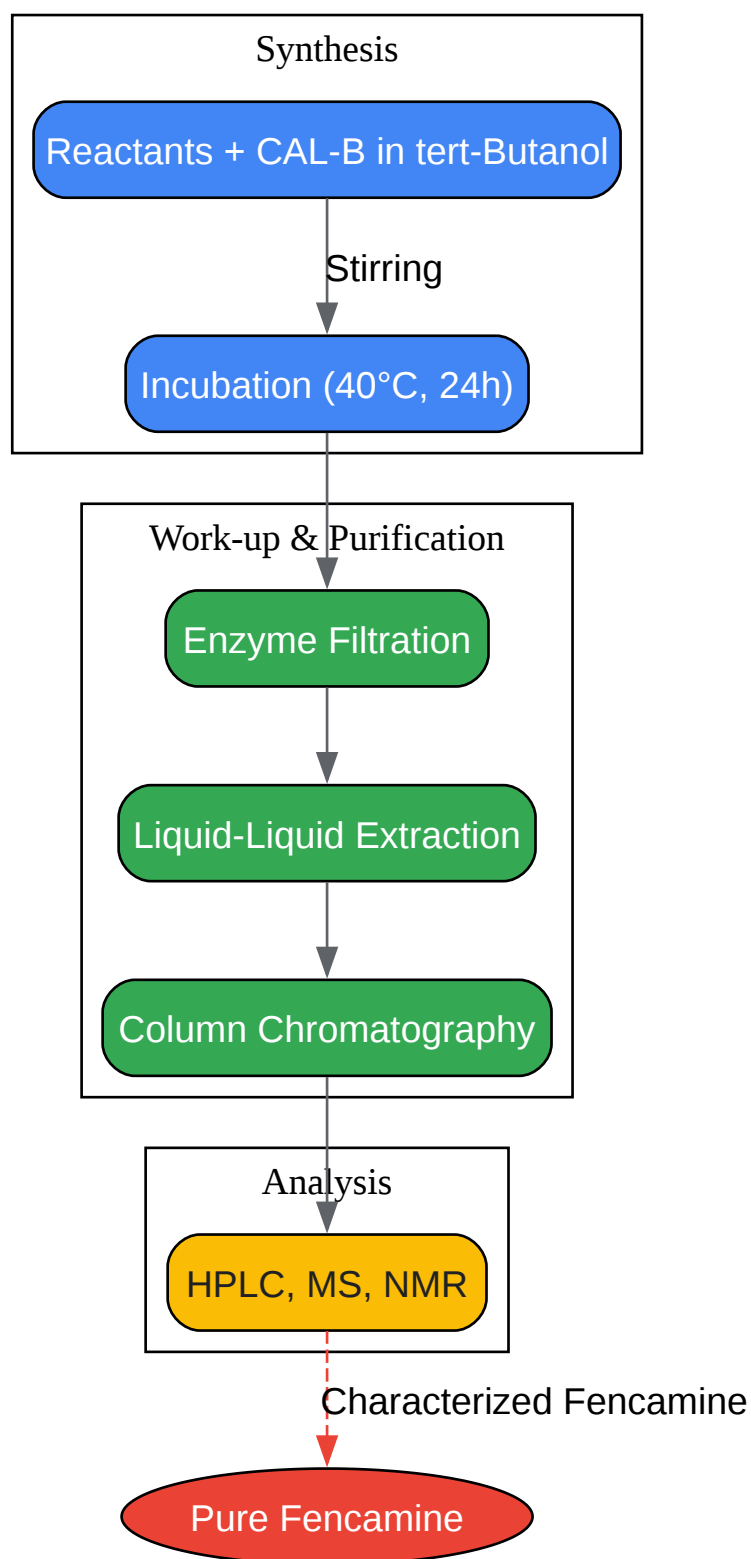 Synthesis
Reactants + CAL-B in tert-Butanol
Stirring
Incubation (40°C, 24h)
Work-up & Purification
Enzyme Filtration
Liquid-Liquid Extraction
Column Chromatography
Analysis
HPLC, MS, NMR
Characterized Fencamine
Pure Fencamine